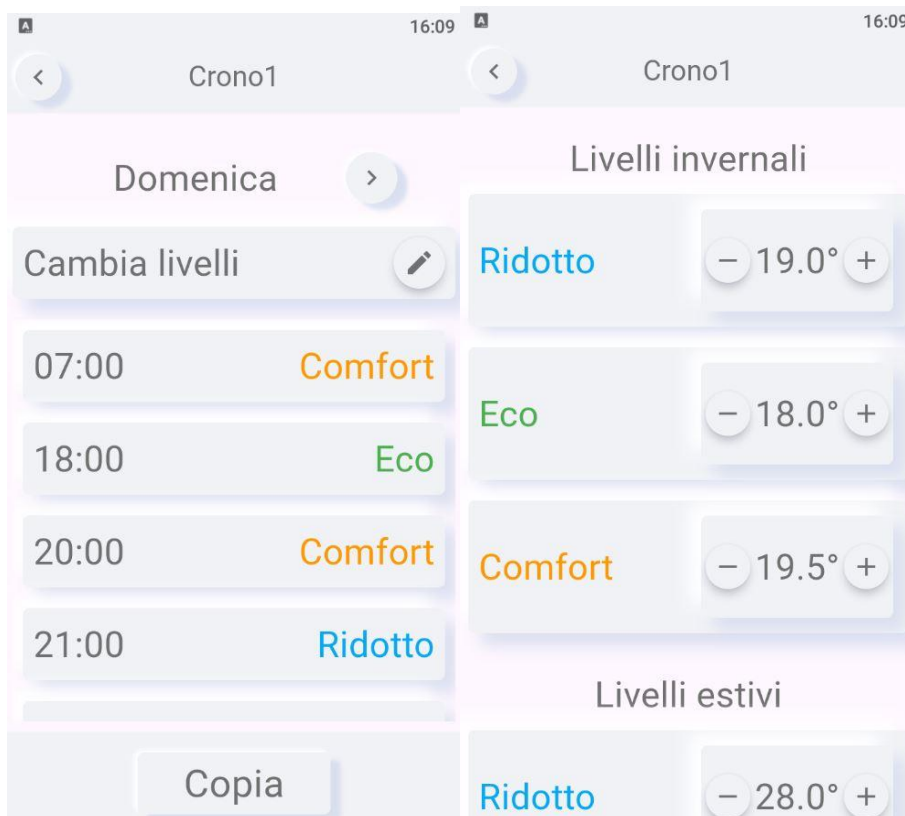 A 16:09
Crono1
Domenica
Cambia livelli
07:00 Comfort
18:00 Eco
20:00 Comfort
21:00 Ridotto
Copia
A 16:09
Crono1
Livelli invernali
Ridotto − 19.0° +
Eco − 18.0° +
Comfort − 19.5° +
Livelli estivi
Ridotto − 28.0° +